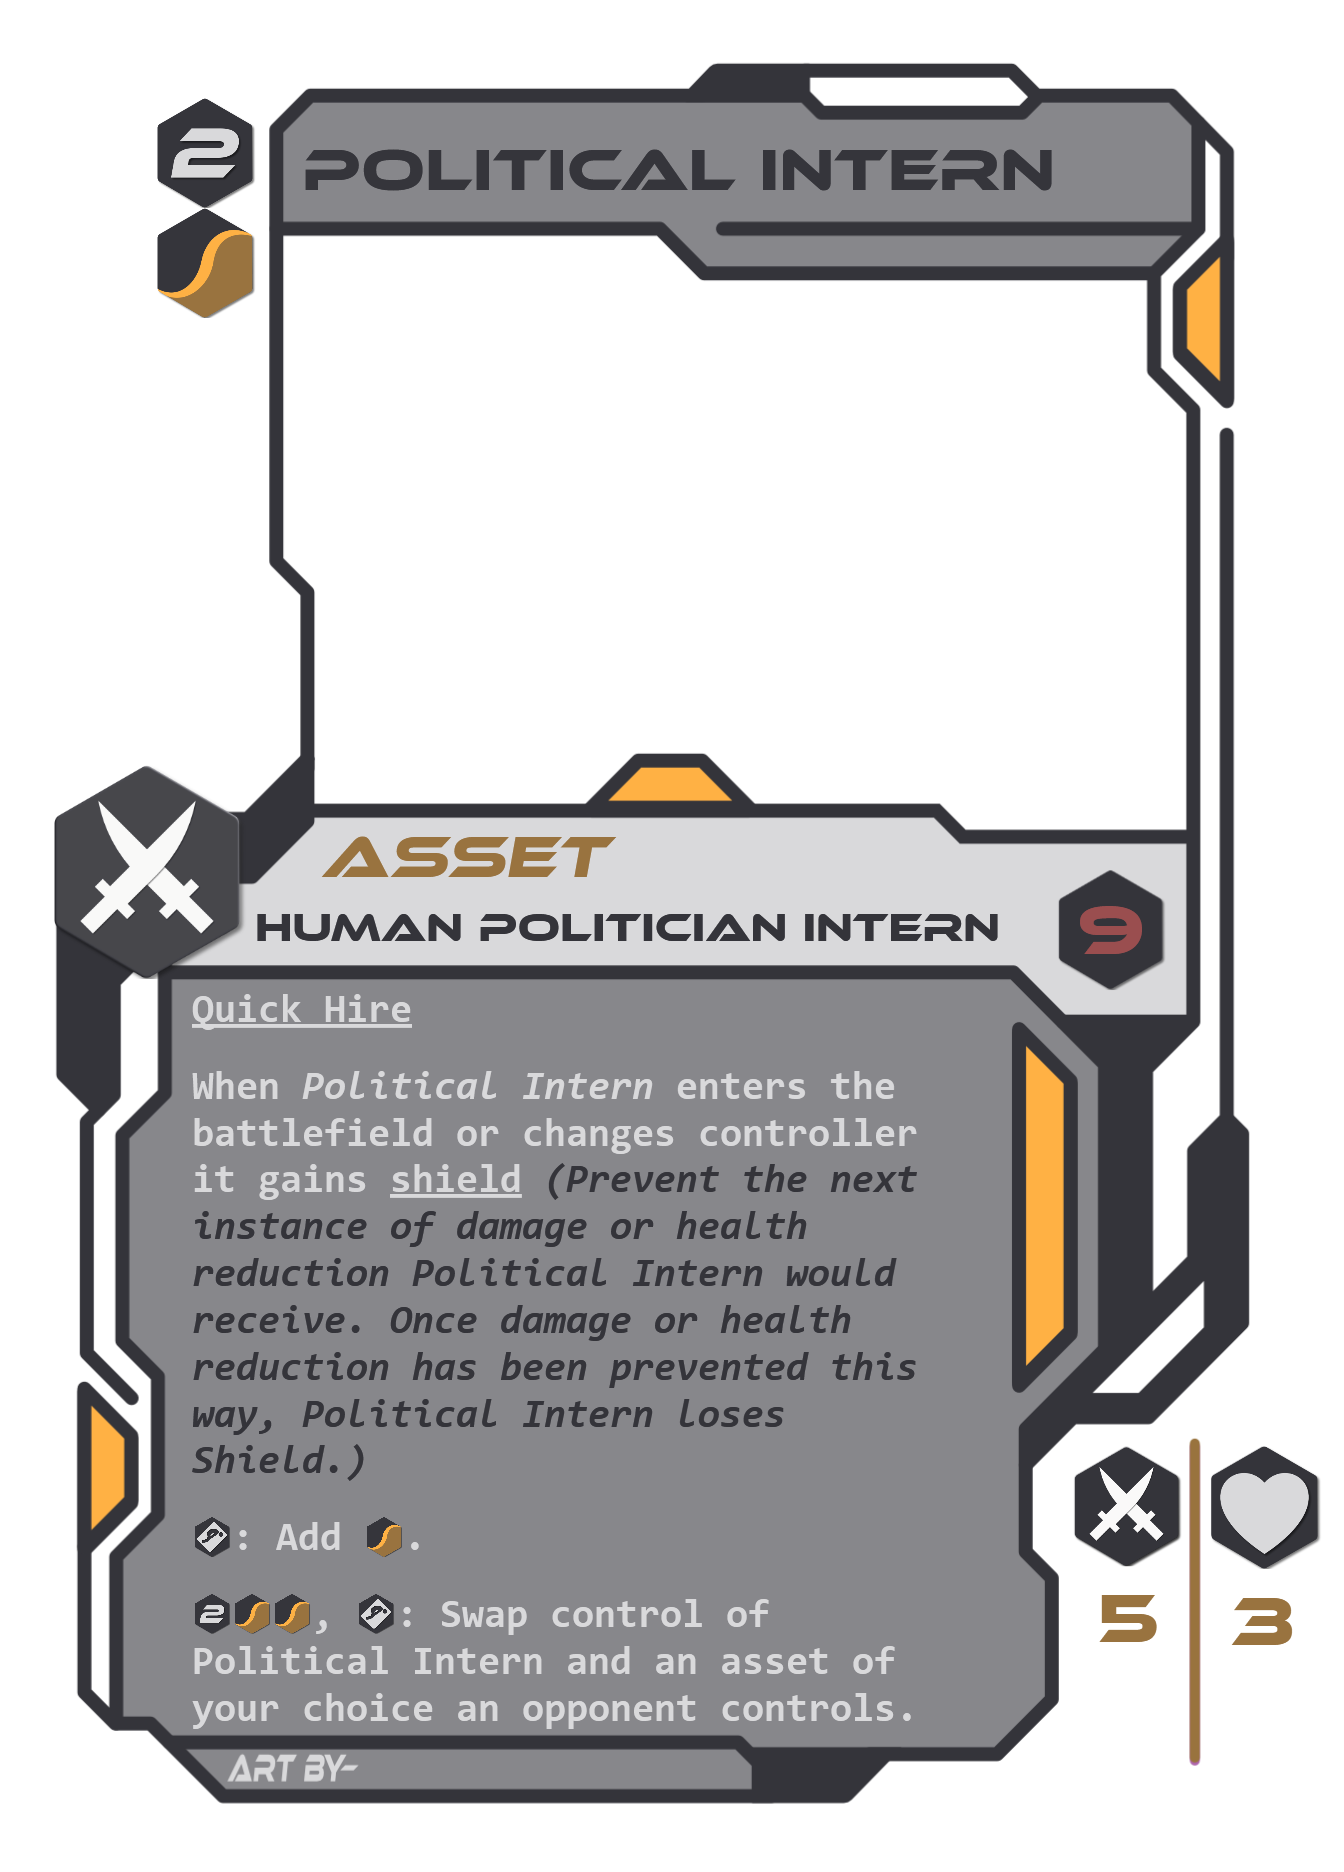 2
POLITICAL INTERN
ASSET
HUMAN POLITICIAN INTERN
9
Quick Hire
When Political Intern enters the
battlefield or changes controller
it gains shield (Prevent the next
instance of damage or health
reduction Political Intern would
receive. Once damage or health
reduction has been prevented this
way, Political Intern loses
Shield.)
: Add .
2, : Swap control of
Political Intern and an asset of
your choice an opponent controls.
5 3
ART BY-